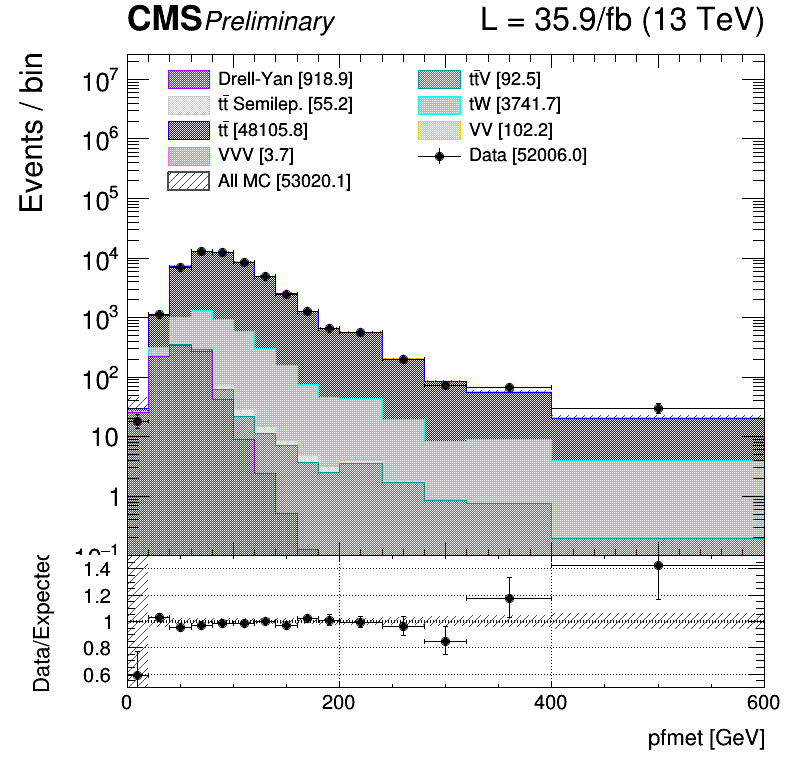 CMS Preliminary L = 35.9/fb (13 TeV)
Events / bin
Drell-Yan [918.9]
tt̄ Semilep. [55.2]
tt̄ [48105.8]
VVV [3.7]
All MC [53020.1]
tt̄V [92.5]
tW [3741.7]
VV [102.2]
Data [52006.0]
10⁷
10⁶
10⁵
10⁴
10³
10²
10
1
10⁻¹
Data/Expected
1.4
1.2
1
0.8
0.6
0 200 400 600
pfmet [GeV]